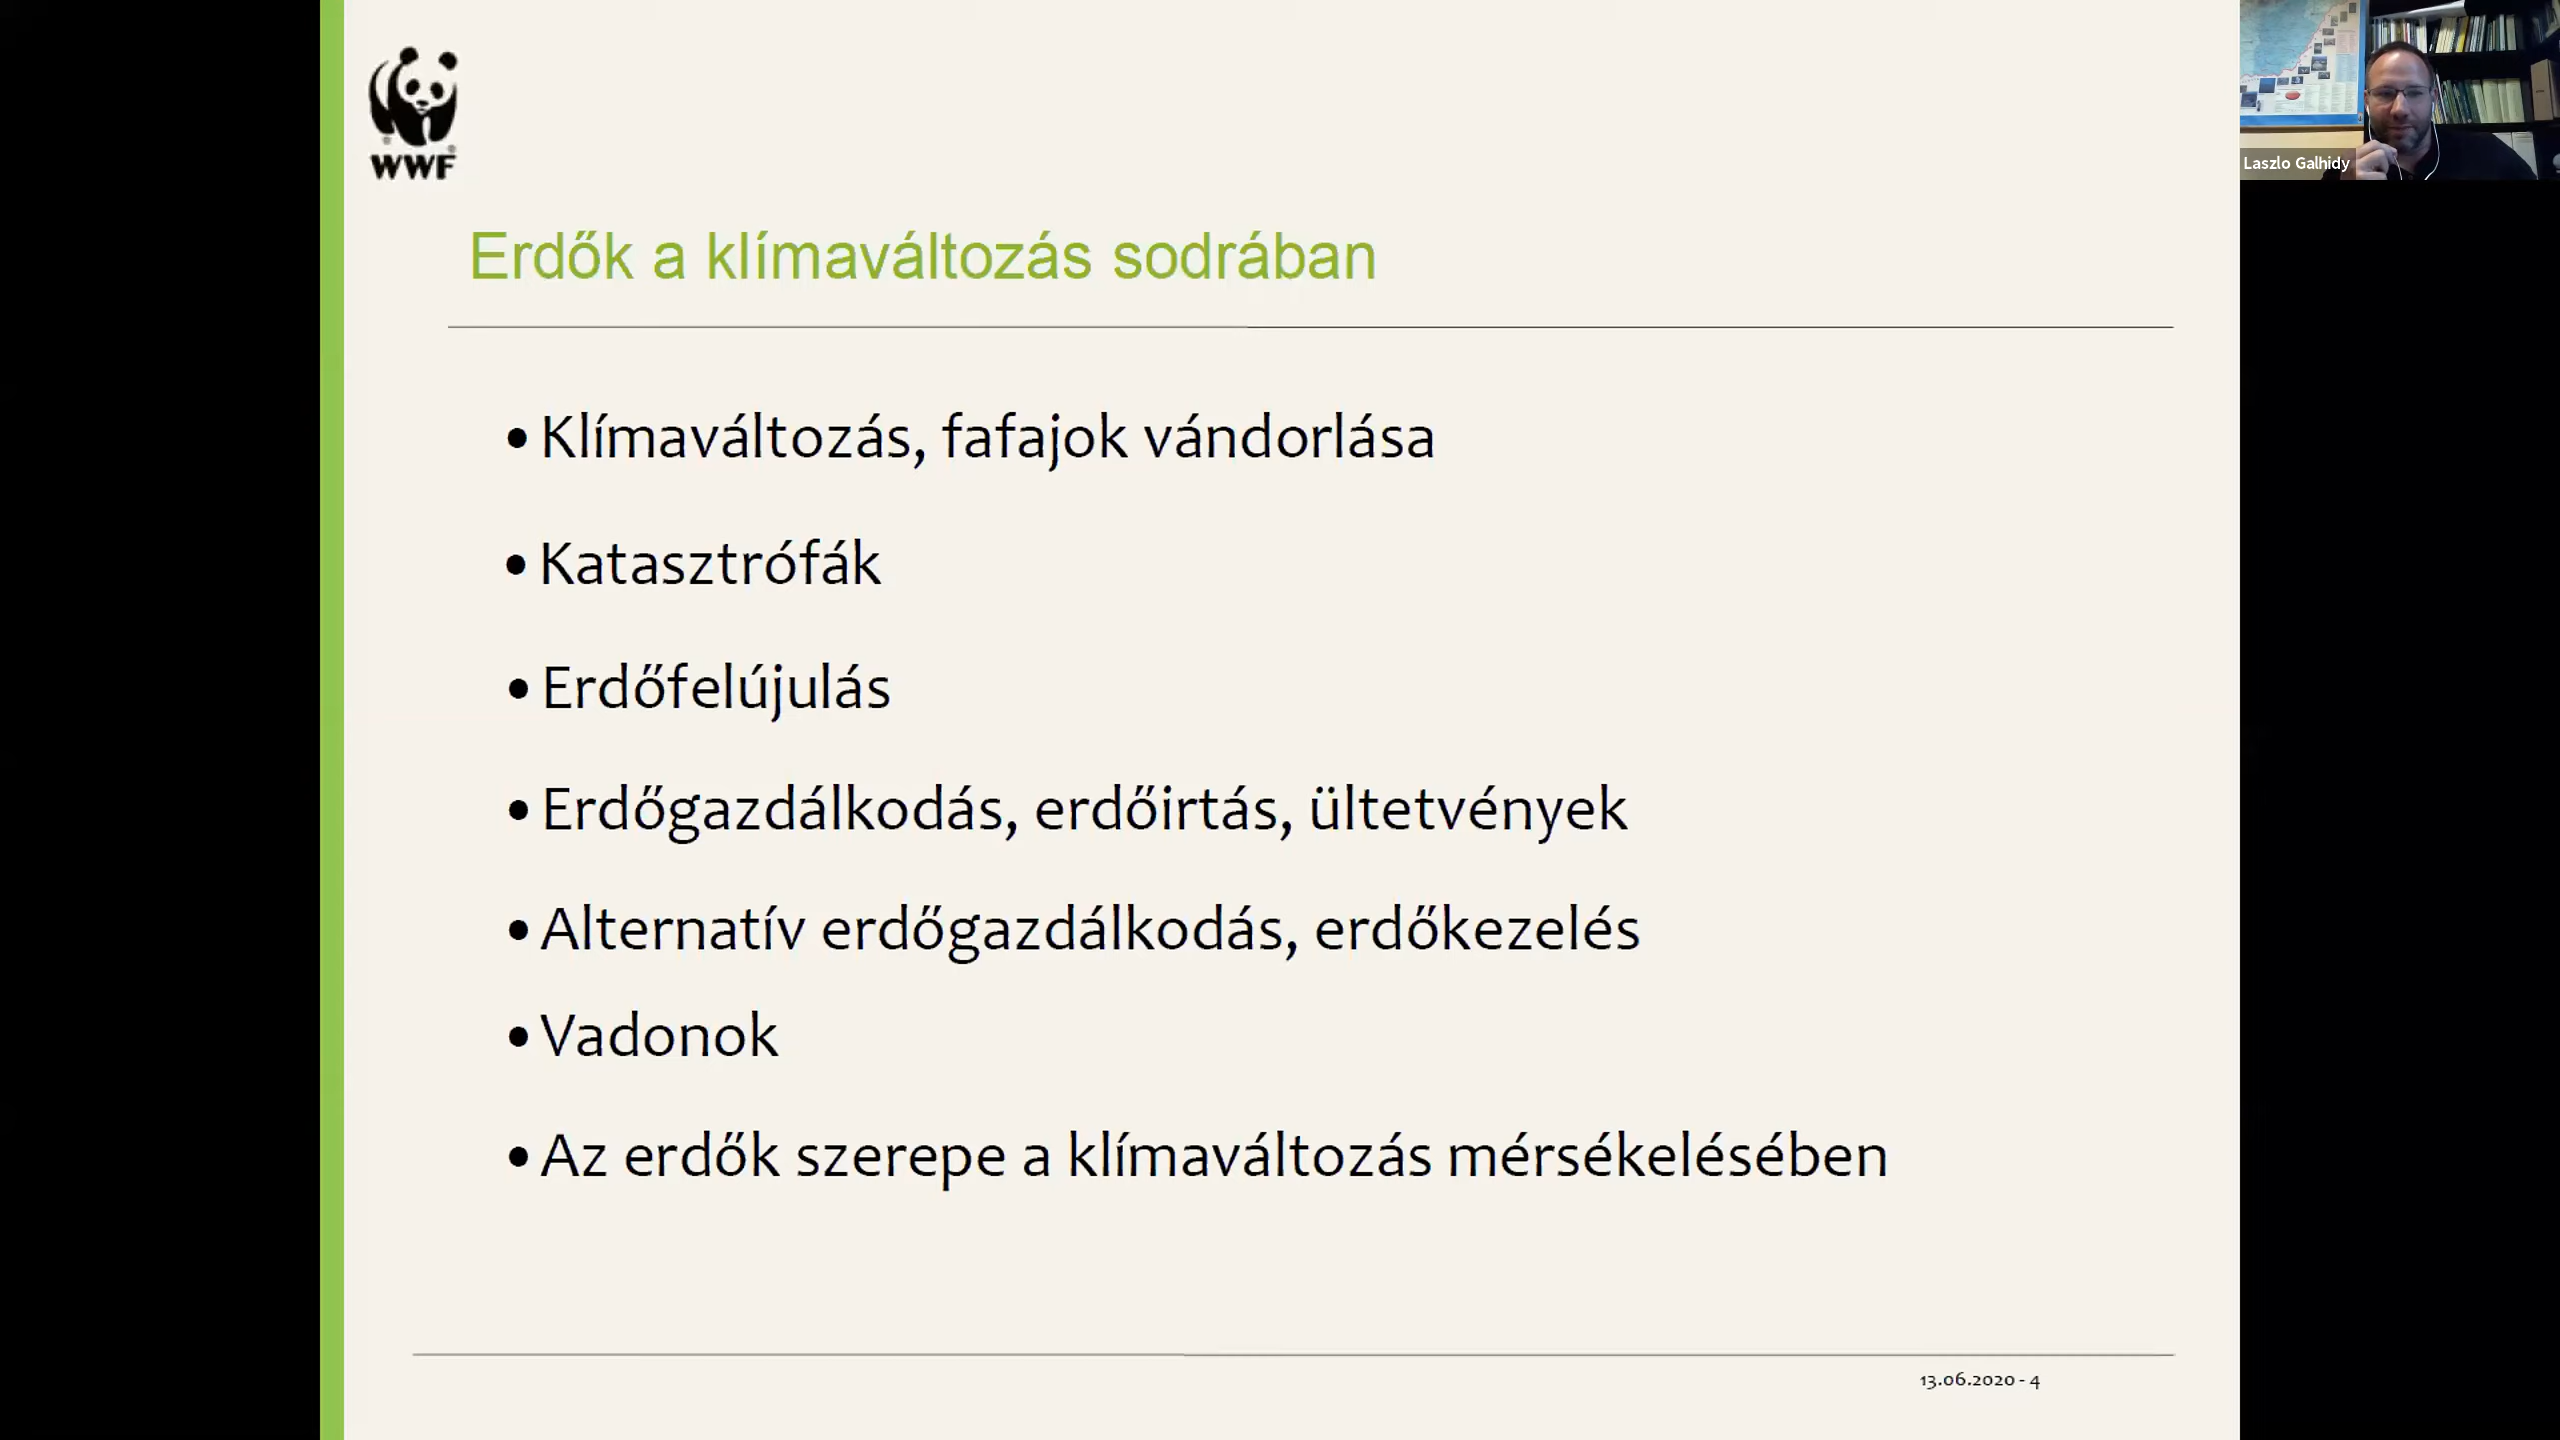 WWF
Laszlo Galhidy
Erdők a klímaváltozás sodrában
• Klímaváltozás, fafajok vándorlása
• Katasztrófák
• Erdőfelújulás
• Erdőgazdálkodás, erdőirtás, ültetvények
• Alternatív erdőgazdálkodás, erdőkezelés
• Vadonok
• Az erdők szerepe a klímaváltozás mérsékelésében
13.06.2020 - 4